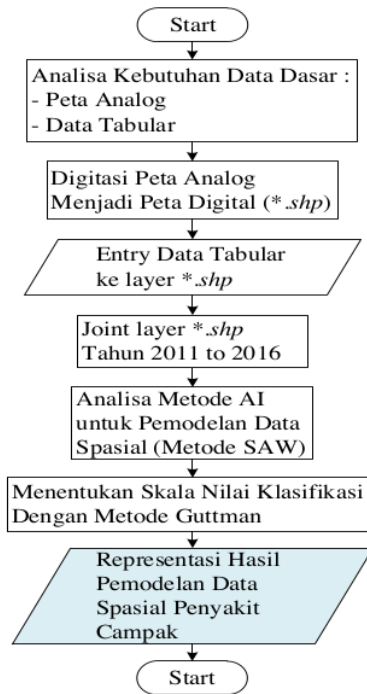 Start
Analisa Kebutuhan Data Dasar :
- Peta Analog
- Data Tabular
Digitasi Peta Analog
Menjadi Peta Digital (*.shp)
Entry Data Tabular
ke layer *.shp
Joint layer *.shp
Tahun 2011 to 2016
Analisa Metode AI
untuk Pemodelan Data
Spasial (Metode SAW)
Menentukan Skala Nilai Klasifikasi
Dengan Metode Guttman
Representasi Hasil
Pemodelan Data
Spasial Penyakit
Campak
Start